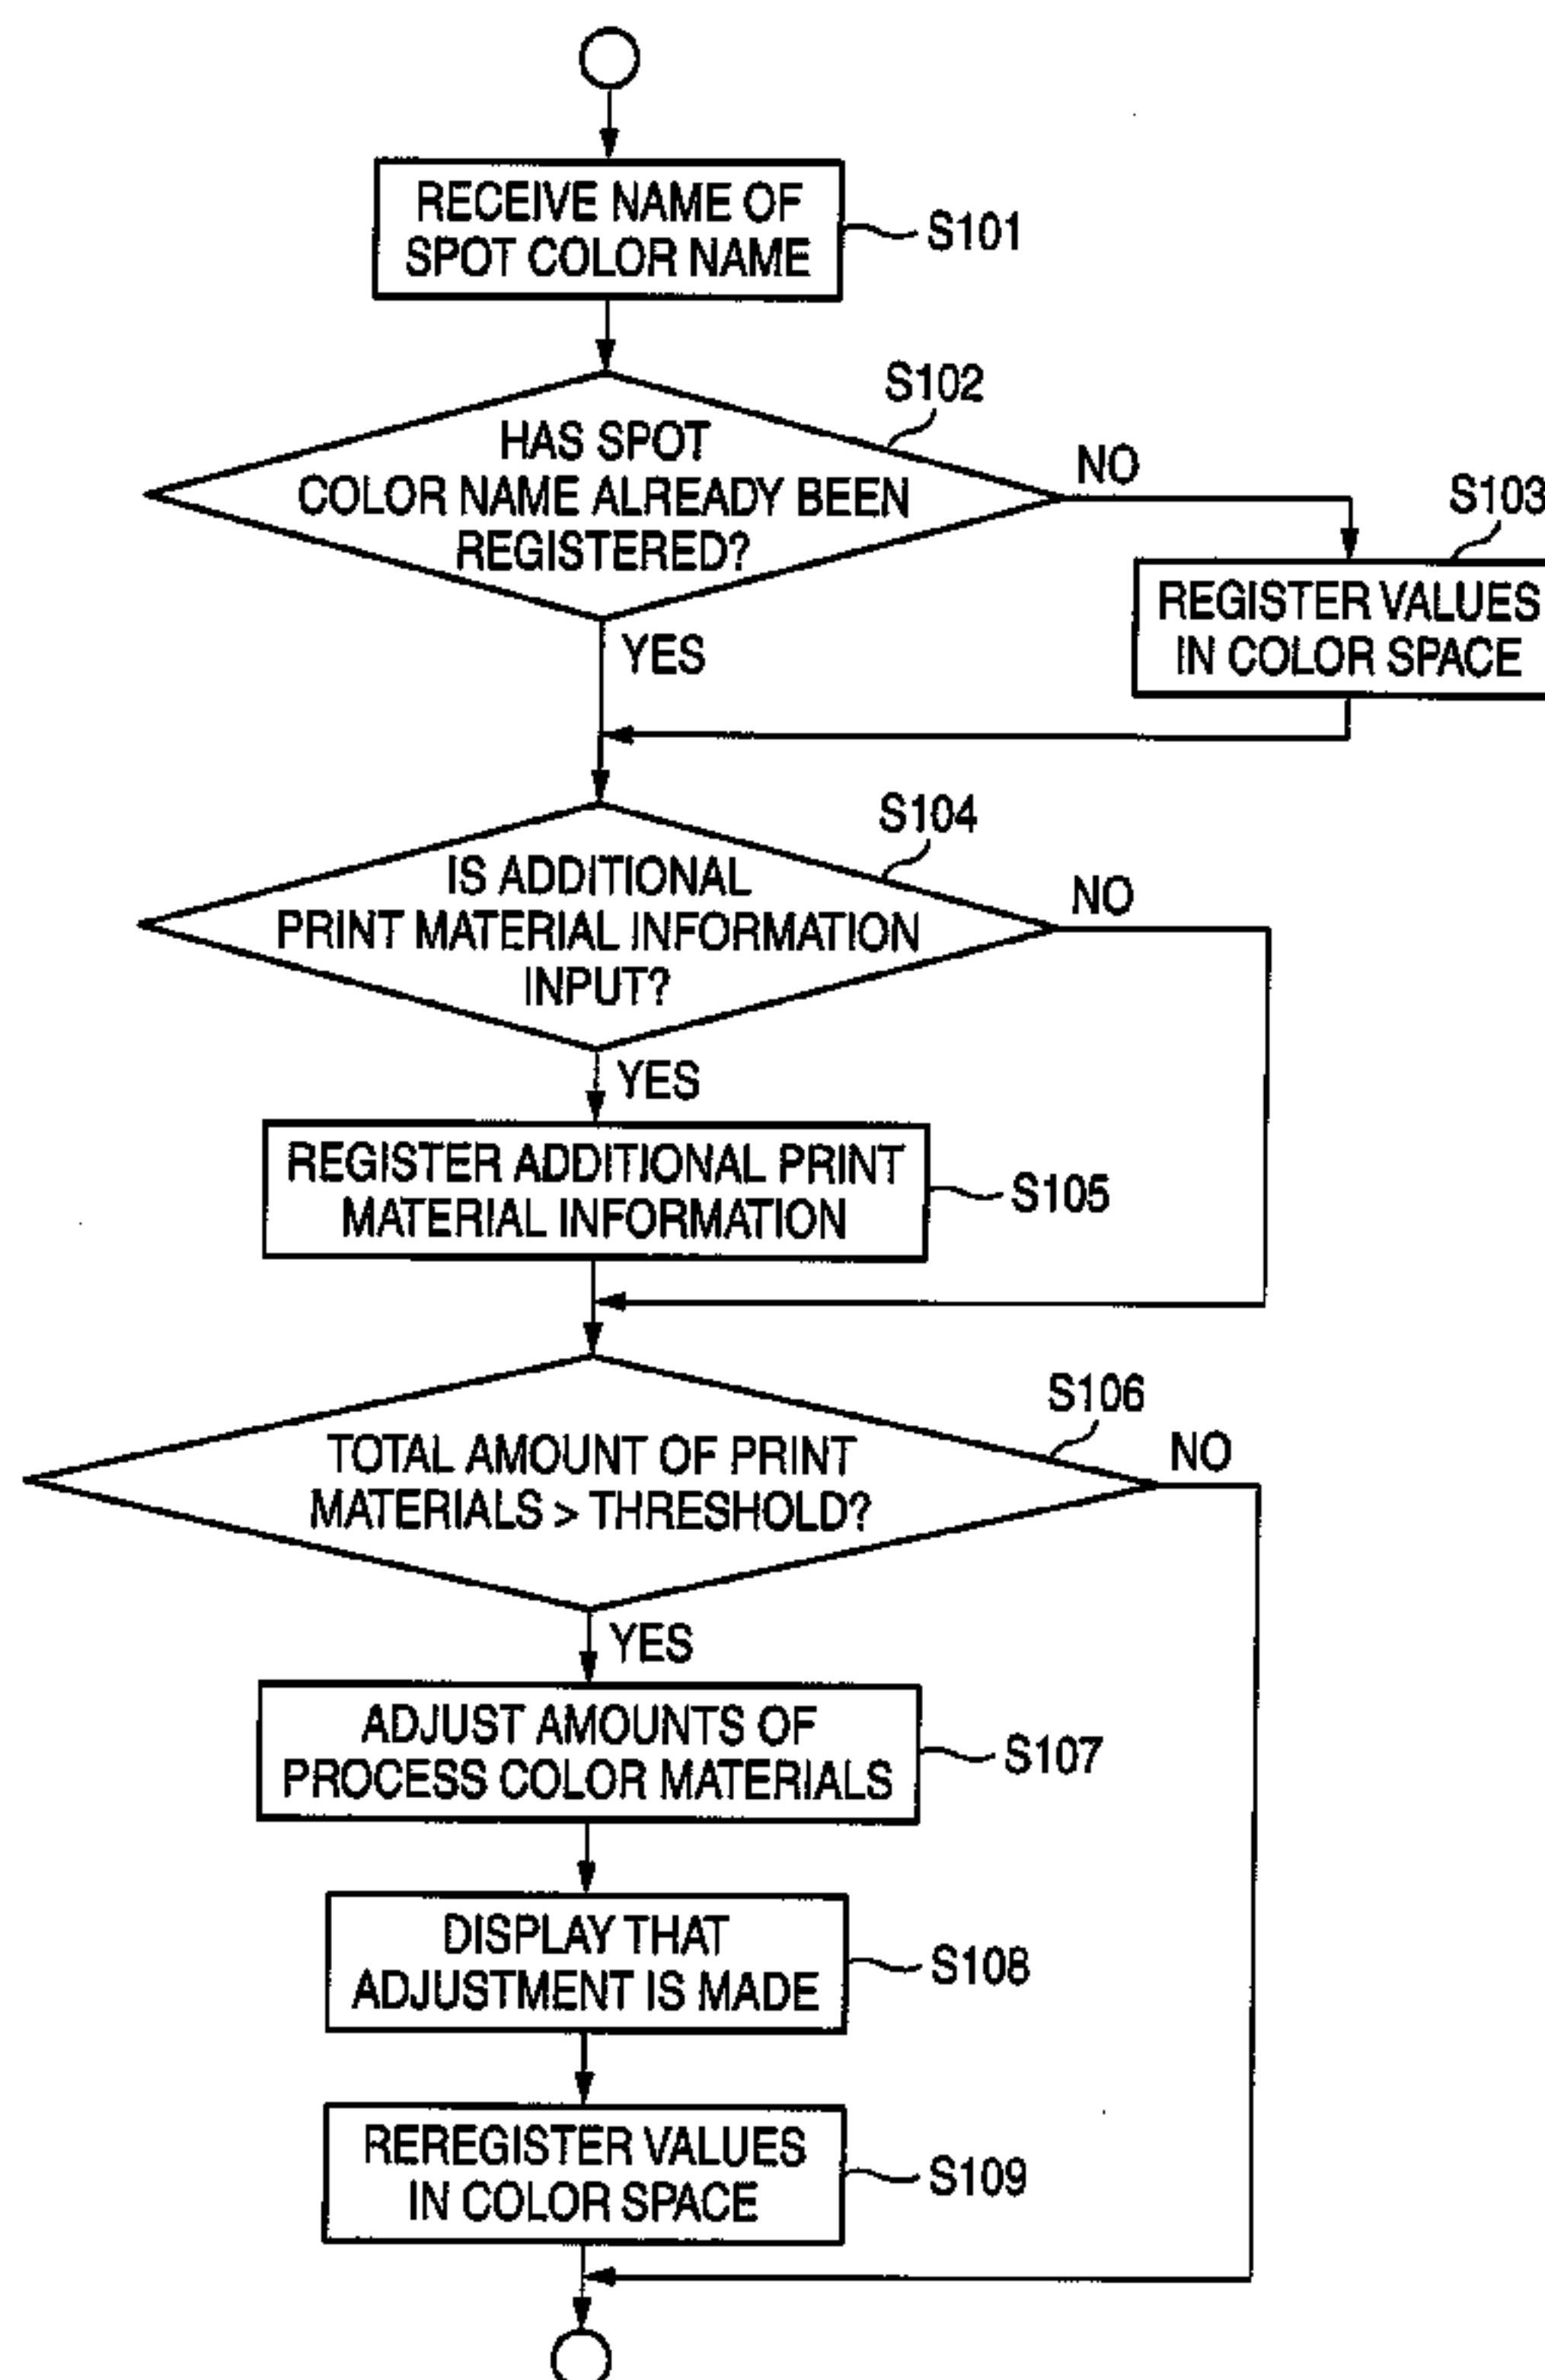 RECEIVE NAME OF
SPOT COLOR NAME
S101
S102
HAS SPOT
COLOR NAME ALREADY BEEN
REGISTERED?
NO
S103
REGISTER VALUES
IN COLOR SPACE
YES
S104
IS ADDITIONAL
PRINT MATERIAL INFORMATION
INPUT?
NO
YES
REGISTER ADDITIONAL PRINT
MATERIAL INFORMATION
S105
S106
TOTAL AMOUNT OF PRINT
MATERIALS > THRESHOLD?
NO
YES
ADJUST AMOUNTS OF
PROCESS COLOR MATERIALS
S107
DISPLAY THAT
ADJUSTMENT IS MADE
S108
REREGISTER VALUES
IN COLOR SPACE
S109